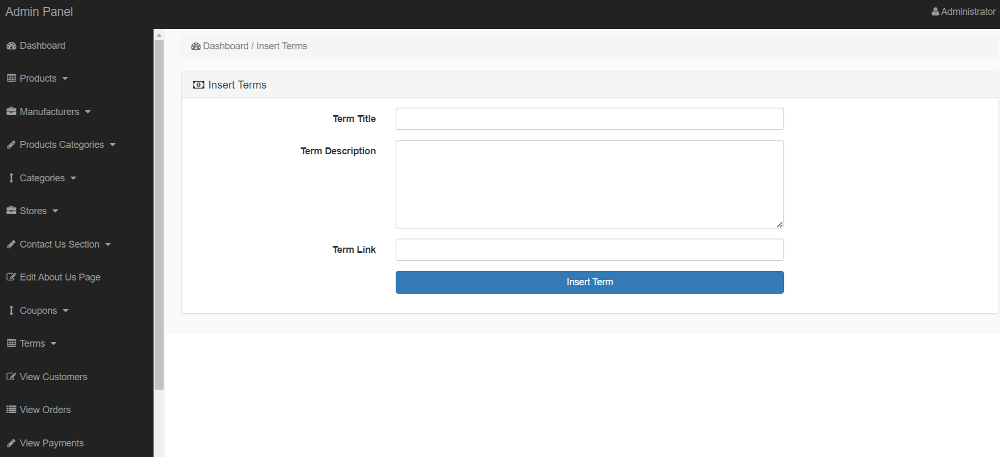 Admin Panel
Administrator
Dashboard
Products
Manufacturers
Products Categories
Categories
Stores
Contact Us Section
Edit About Us Page
Coupons
Terms
View Customers
View Orders
View Payments
Dashboard / Insert Terms
Insert Terms
Term Title
Term Description
Term Link
Insert Term